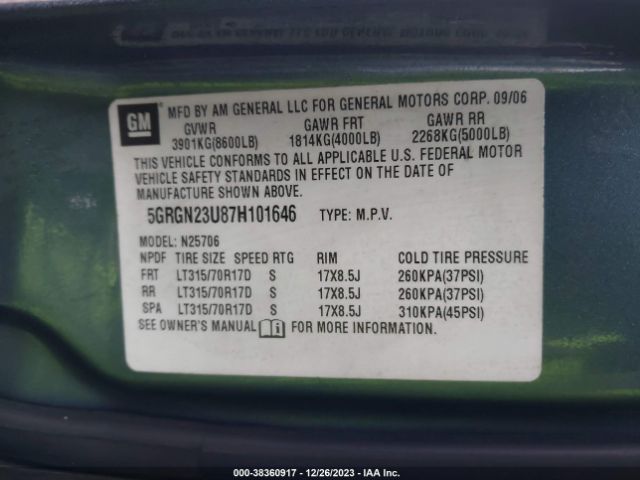 GM
MFD BY AM GENERAL LLC FOR GENERAL MOTORS CORP. 09/06
GVWR GAWR FRT GAWR RR
3901KG(8600LB) 1814KG(4000LB) 2268KG(5000LB)
THIS VEHICLE CONFORMS TO ALL APPLICABLE U.S. FEDERAL MOTOR
VEHICLE SAFETY STANDARDS IN EFFECT ON THE DATE OF
MANUFACTURE SHOWN ABOVE.
5GRGN23U87H101646 TYPE: M.P.V.
MODEL: N25706
NPDF TIRE SIZE SPEED RTG RIM COLD TIRE PRESSURE
FRT LT315/70R17D S 17X8.5J 260KPA(37PSI)
RR LT315/70R17D S 17X8.5J 260KPA(37PSI)
SPA LT315/70R17D S 17X8.5J 310KPA(45PSI)
SEE OWNER'S MANUAL FOR MORE INFORMATION.
000-38360917 - 12/26/2023 - IAA Inc.